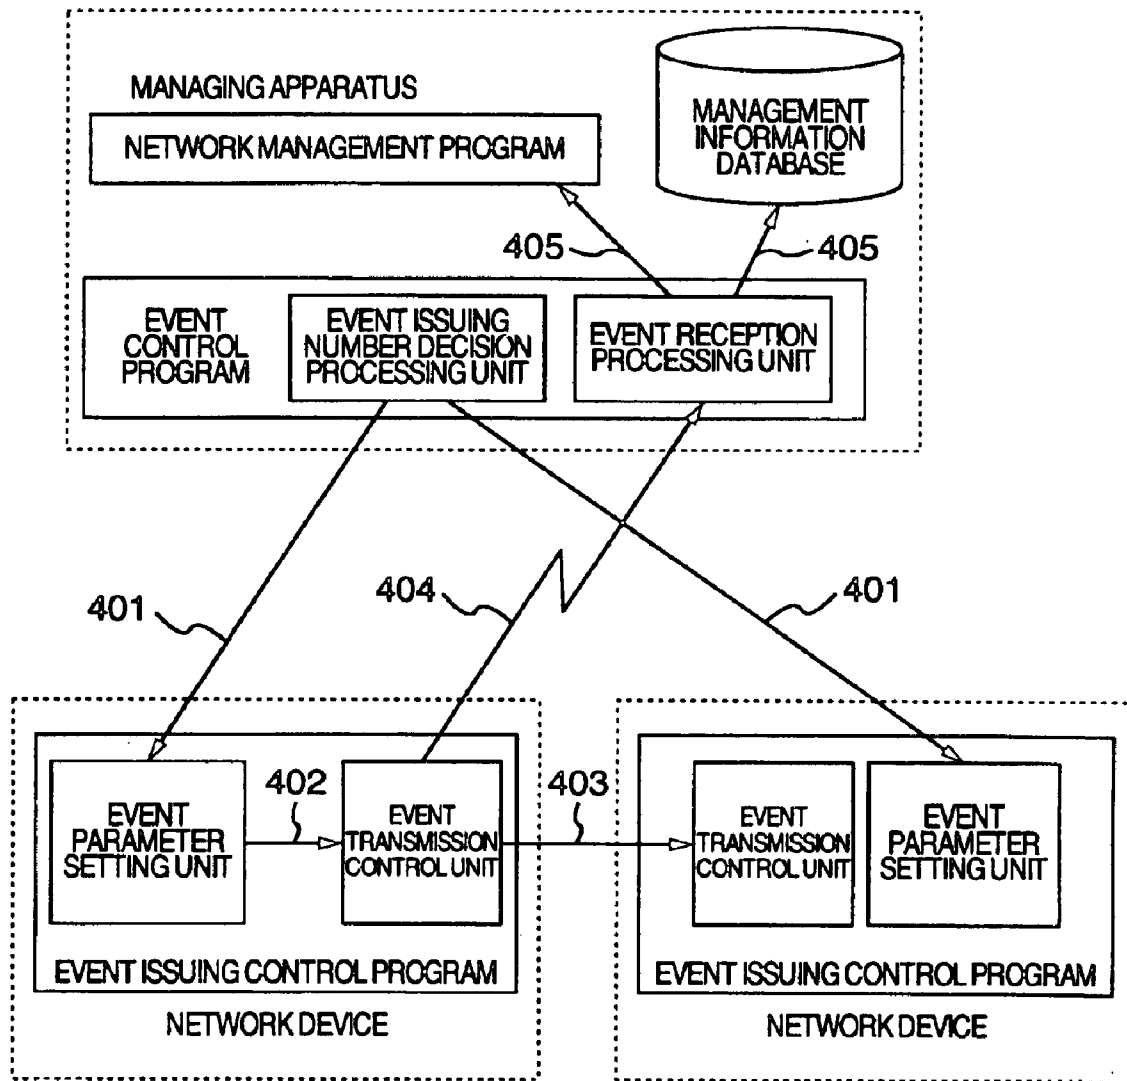 MANAGING APPARATUS
NETWORK MANAGEMENT PROGRAM
MANAGEMENT
INFORMATION
DATABASE
405
405
EVENT
CONTROL
PROGRAM
EVENT ISSUING
NUMBER DECISION
PROCESSING UNIT
EVENT RECEPTION
PROCESSING UNIT
401
404
401
402
403
EVENT
PARAMETER
SETTING UNIT
EVENT
TRANSMISSION
CONTROL UNIT
EVENT ISSUING CONTROL PROGRAM
NETWORK DEVICE
EVENT
TRANSMISSION
CONTROL UNIT
EVENT
PARAMETER
SETTING UNIT
EVENT ISSUING CONTROL PROGRAM
NETWORK DEVICE